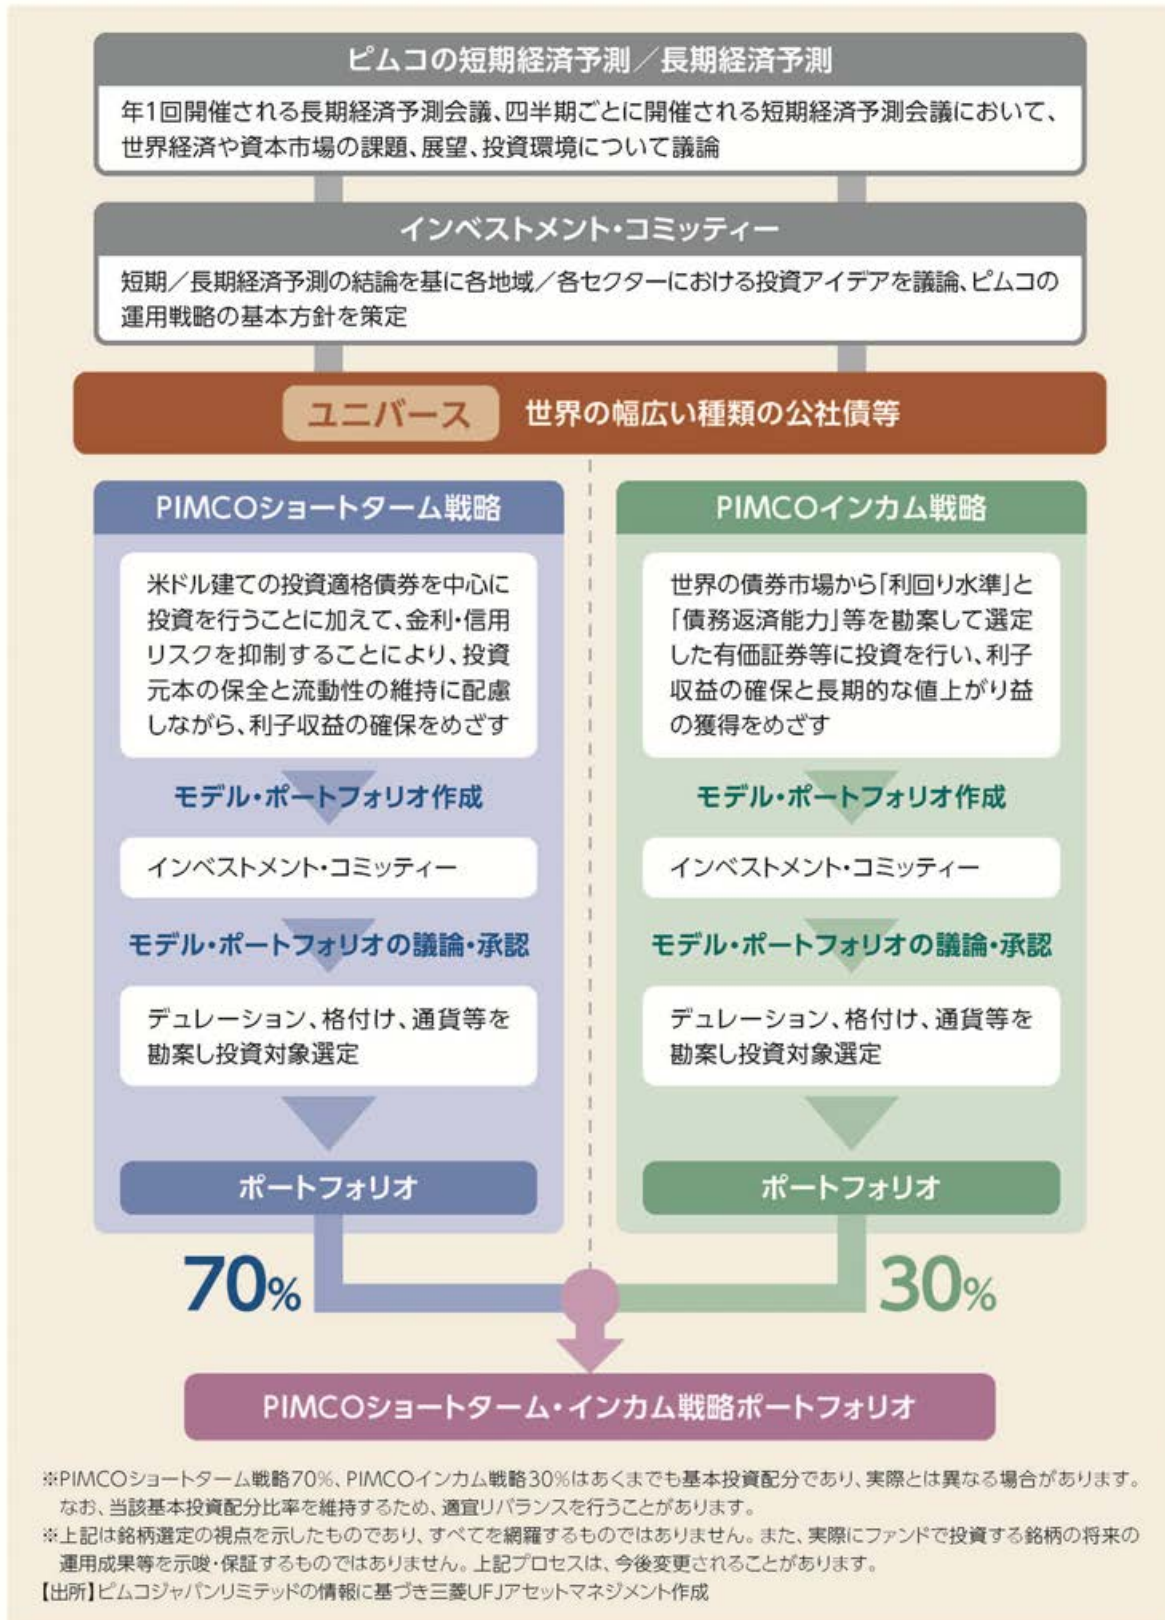 ピムコの短期経済予測／長期経済予測
年1回開催される長期経済予測会議、四半期ごとに開催される短期経済予測会議において、
世界経済や資本市場の課題、展望、投資環境について議論
インベストメント・コミッティー
短期／長期経済予測の結論を基に各地域／各セクターにおける投資アイデアを議論、ピムコの
運用戦略の基本方針を策定
ユニバース 世界の幅広い種類の公社債等
PIMCOショートターム戦略
米ドル建ての投資適格債券を中心に
投資を行うことに加えて、金利・信用
リスクを抑制することにより、投資
元本の保全と流動性の維持に配慮
しながら、利子収益の確保をめざす
モデル・ポートフォリオ作成
インベストメント・コミッティー
モデル・ポートフォリオの議論・承認
デュレーション、格付け、通貨等を
勘案し投資対象選定
ポートフォリオ
70%
PIMCOインカム戦略
世界の債券市場から「利回り水準」と
「債務返済能力」等を勘案して選定
した有価証券等に投資を行い、利子
収益の確保と長期的な値上がり益
の獲得をめざす
モデル・ポートフォリオ作成
インベストメント・コミッティー
モデル・ポートフォリオの議論・承認
デュレーション、格付け、通貨等を
勘案し投資対象選定
ポートフォリオ
30%
PIMCOショートターム・インカム戦略ポートフォリオ
※PIMCOショートターム戦略70%、PIMCOインカム戦略30%はあくまでも基本投資配分であり、実際とは異なる場合があります。
なお、当該基本投資配分比率を維持するため、適宜リバランスを行うことがあります。
※上記は銘柄選定の視点を示したものであり、すべてを網羅するものではありません。また、実際にファンドで投資する銘柄の将来の
運用成果等を示唆・保証するものではありません。上記プロセスは、今後変更されることがあります。
【出所】ピムコジャパンリミテッドの情報に基づき三菱UFJアセットマネジメント作成